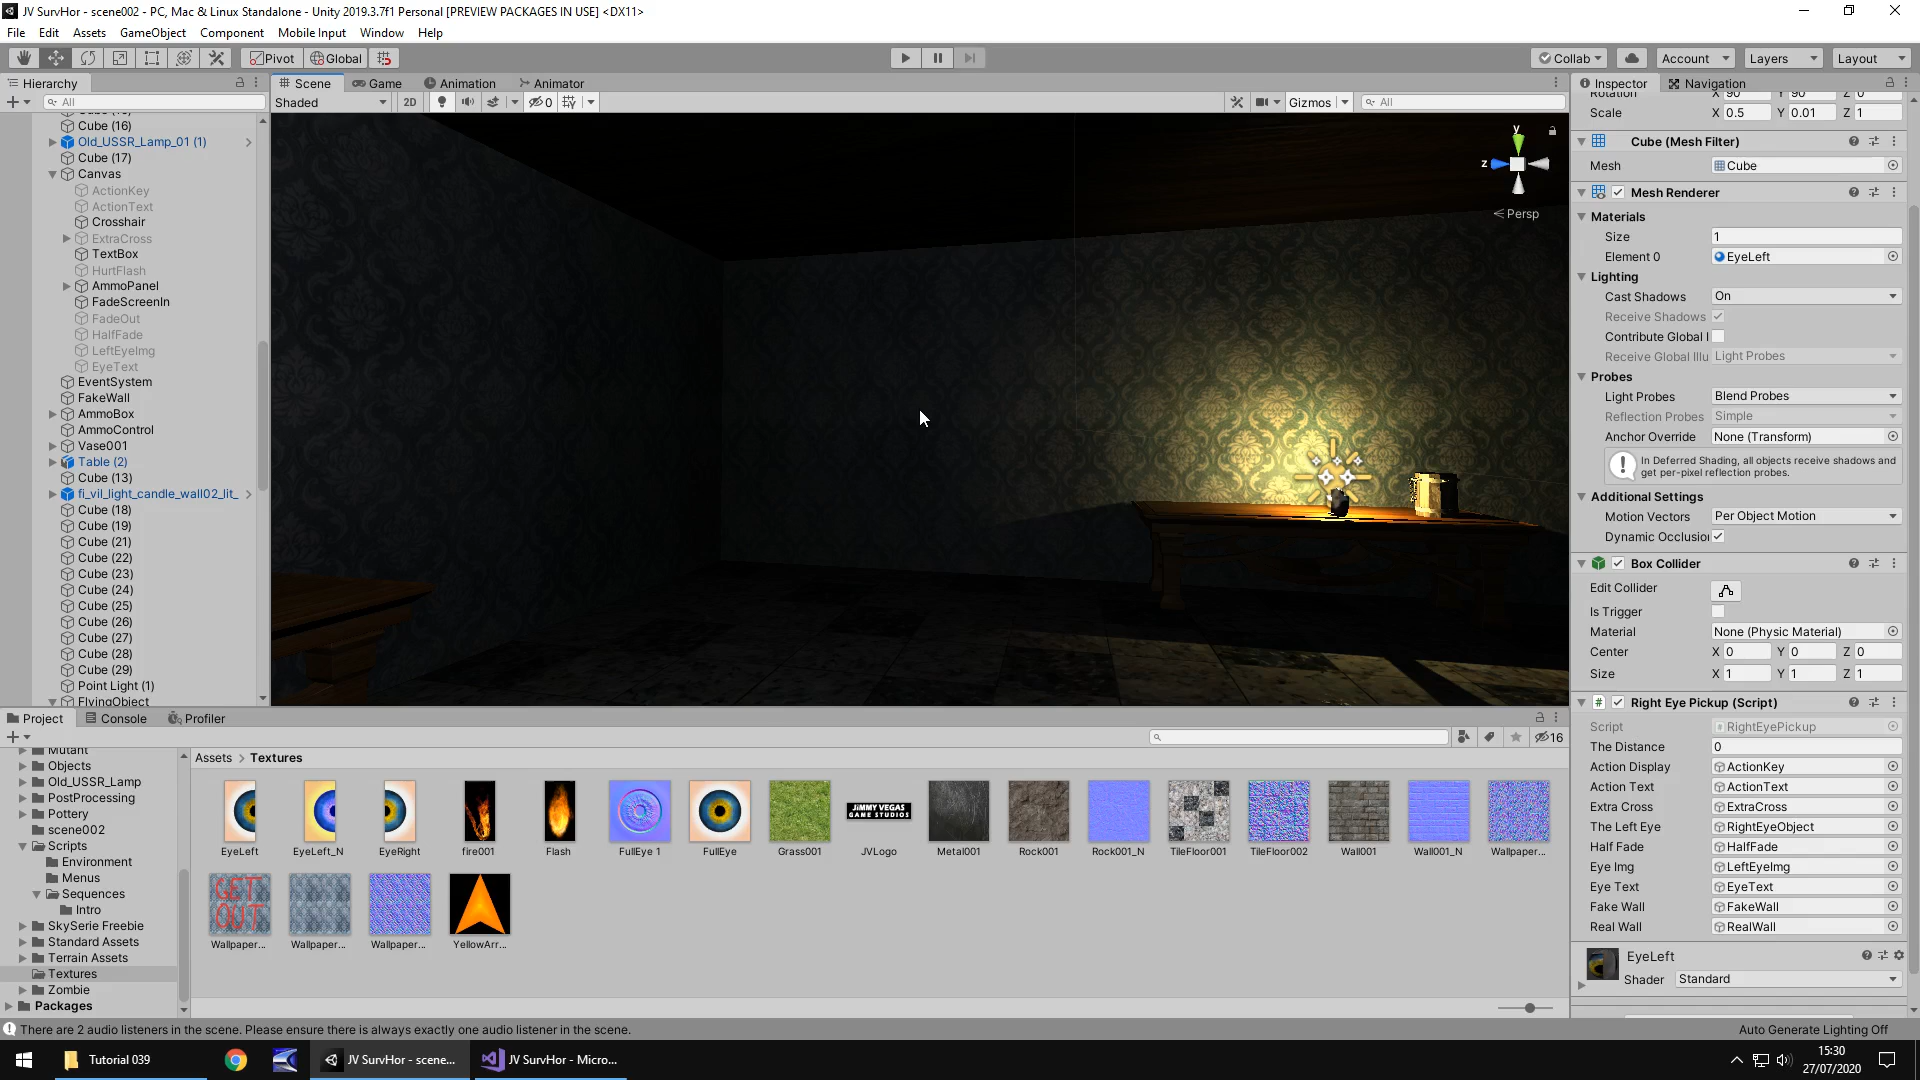 JV SurvHor - scene002 - PC, Mac & Linux Standalone - Unity 2019.3.7f1 Personal [PREVIEW PACKAGES IN USE] <DX11>
File Edit Assets GameObject Component Mobile Input Window Help
Pivot Global Collab Account Layers Layout
Hierarchy
All
Cube (16)
Old_USSR_Lamp_01 (1)
Cube (17)
Canvas
ActionKey
ActionText
Crosshair
ExtraCross
TextBox
HurtFlash
AmmoPanel
FadeScreenIn
FadeOut
HalfFade
LeftEyeImg
EyeText
EventSystem
FakeWall
AmmoBox
AmmoControl
Vase001
Table (2)
Cube (13)
fi_vil_light_candle_wall02_lit_
Cube (18)
Cube (19)
Cube (21)
Cube (22)
Cube (23)
Cube (24)
Cube (25)
Cube (26)
Cube (27)
Cube (28)
Cube (29)
Point Light (1)
FlyingObject
Scene Game Animation Animator
Shaded 2D 0 Gizmos All
y
z
Persp
Inspector Navigation
Rotation X 90 Y 90 Z 0
Scale X 0.5 Y 0.01 Z 1
Cube (Mesh Filter)
Mesh Cube
Mesh Renderer
Materials
Size 1
Element 0 EyeLeft
Lighting
Cast Shadows On
Receive Shadows
Contribute Global I
Receive Global Illu Light Probes
Probes
Light Probes Blend Probes
Reflection Probes Simple
Anchor Override None (Transform)
In Deferred Shading, all objects receive shadows and
get per-pixel reflection probes.
Additional Settings
Motion Vectors Per Object Motion
Dynamic Occlusion
Box Collider
Edit Collider
Is Trigger
Material None (Physic Material)
Center X 0 Y 0 Z 0
Size X 1 Y 1 Z 1
Right Eye Pickup (Script)
Script RightEyePickup
The Distance 0
Action Display ActionKey
Action Text ActionText
Extra Cross ExtraCross
The Left Eye RightEyeObject
Half Fade HalfFade
Eye Img LeftEyeImg
Eye Text EyeText
Fake Wall FakeWall
Real Wall RealWall
EyeLeft
Shader Standard
Project Console Profiler
16
Mutant
Objects
Old_USSR_Lamp
PostProcessing
Pottery
scene002
Scripts
Environment
Menus
Sequences
Intro
SkySerie Freebie
Standard Assets
Terrain Assets
Textures
Zombie
Packages
Assets > Textures
JIMMY VEGAS
GAME STUDIOS
EyeLeft EyeLeft_N EyeRight fire001 Flash FullEye 1 FullEye Grass001 JVLogo Metal001 Rock001 Rock001_N TileFloor001 TileFloor002 Wall001 Wall001_N Wallpaper...
GET
OUT
Wallpaper... Wallpaper... Wallpaper... YellowArr...
There are 2 audio listeners in the scene. Please ensure there is always exactly one audio listener in the scene.
Auto Generate Lighting Off
Tutorial 039
JV SurvHor - scene...
JV SurvHor - Micro...
15:30
27/07/2020